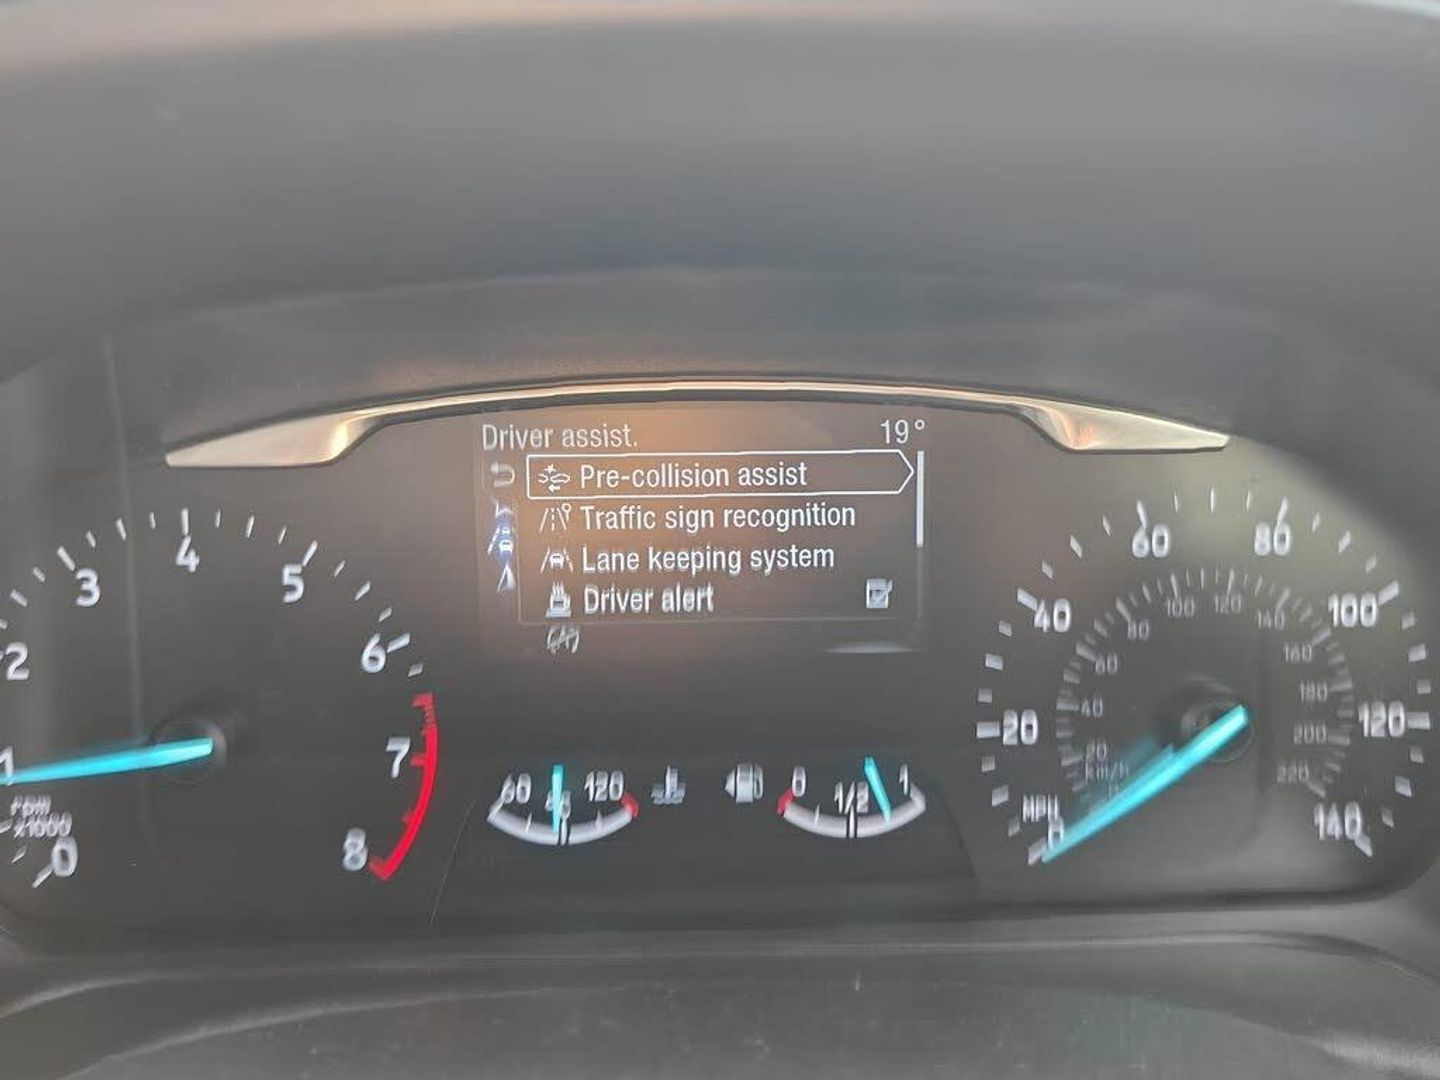 Driver assist. 19°
Pre-collision assist
Traffic sign recognition
Lane keeping system
Driver alert
0 1 2 3 4 5 6 7 8
rpm
x1000
60 120
0 1/2 1
0 20 40 60 80 100 120 140
MPH
20 40 60 80 100 120 140 160 180 200 220
km/h